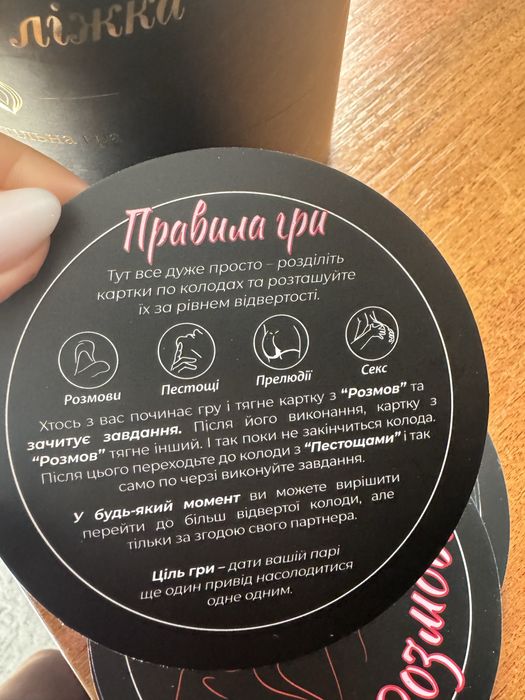 ліжка
гра
Правила гри
Тут все дуже просто – розділіть
картки по колодах та розташуйте
їх за рівнем відвертості.
Розмови
Пестощі
Прелюдії
Секс
Хтось з вас починає гру і тягне картку з “Розмов” та
зачитує завдання. Після його виконання, картку з
“Розмов” тягне інший. І так поки не закінчиться колода.
Після цього переходьте до колоди з “Пестощами” і так
само по черзі виконуйте завдання.
У будь-який момент ви можете вирішити
перейти до більш відвертої колоди, але
тільки за згодою свого партнера.
Ціль гри – дати вашій парі
ще один привід насолодитися
одне одним.
Розмов